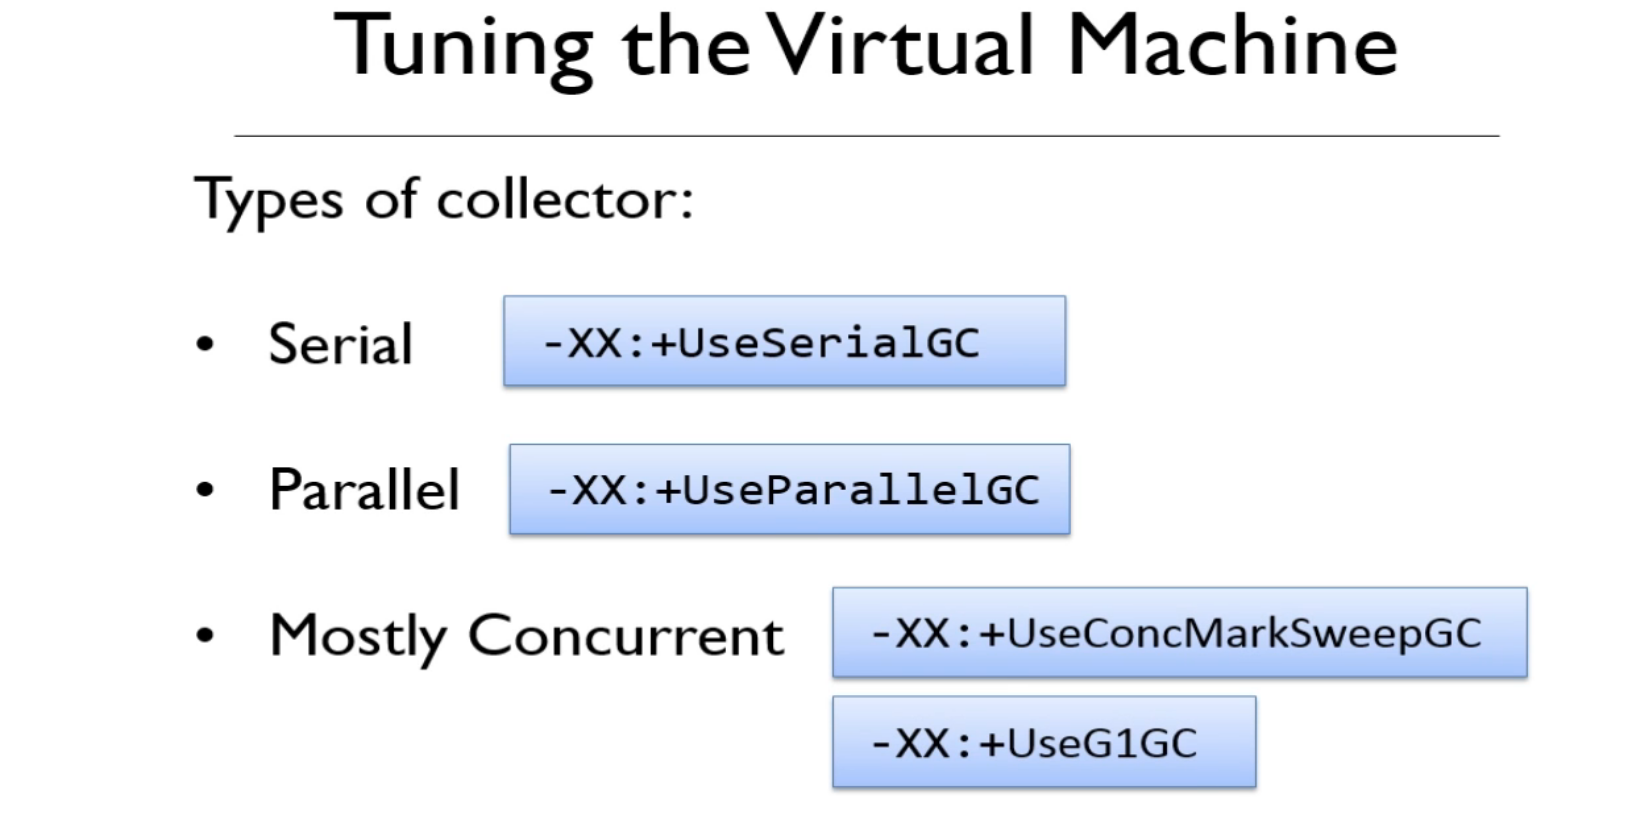 Tuning the Virtual Machine
Types of collector:
• Serial -XX:+UseSerialGC
• Parallel -XX:+UseParallelGC
• Mostly Concurrent -XX:+UseConcMarkSweepGC
-XX:+UseG1GC